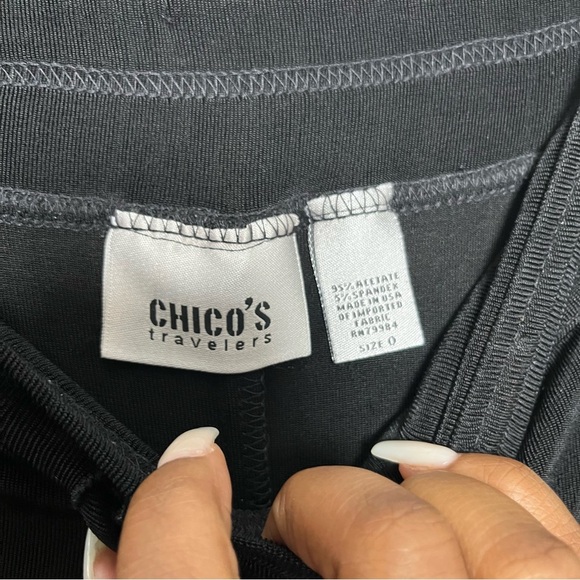 CHICO'S
travelers
95% ACETATE
5% SPANDEX
MADE IN USA
OF IMPORTED
FABRIC
RN79984
SIZE 0